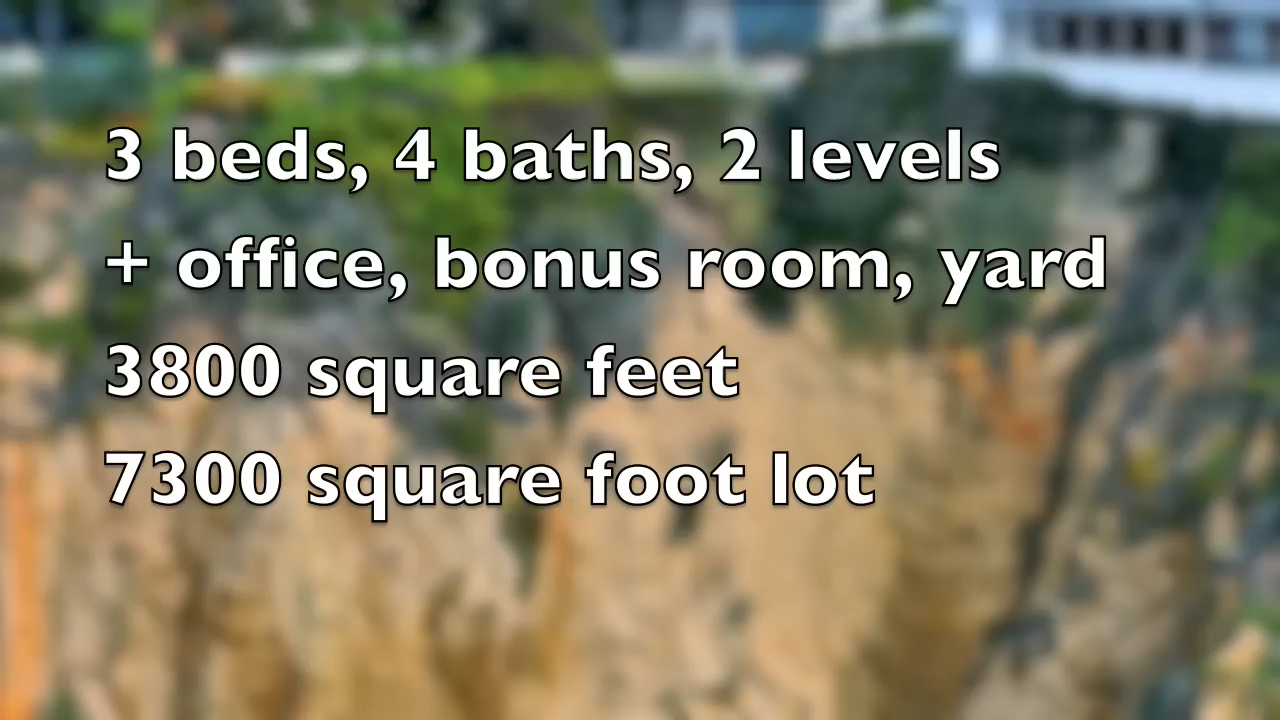 3 beds, 4 baths, 2 levels
+ office, bonus room, yard
3800 square feet
7300 square foot lot